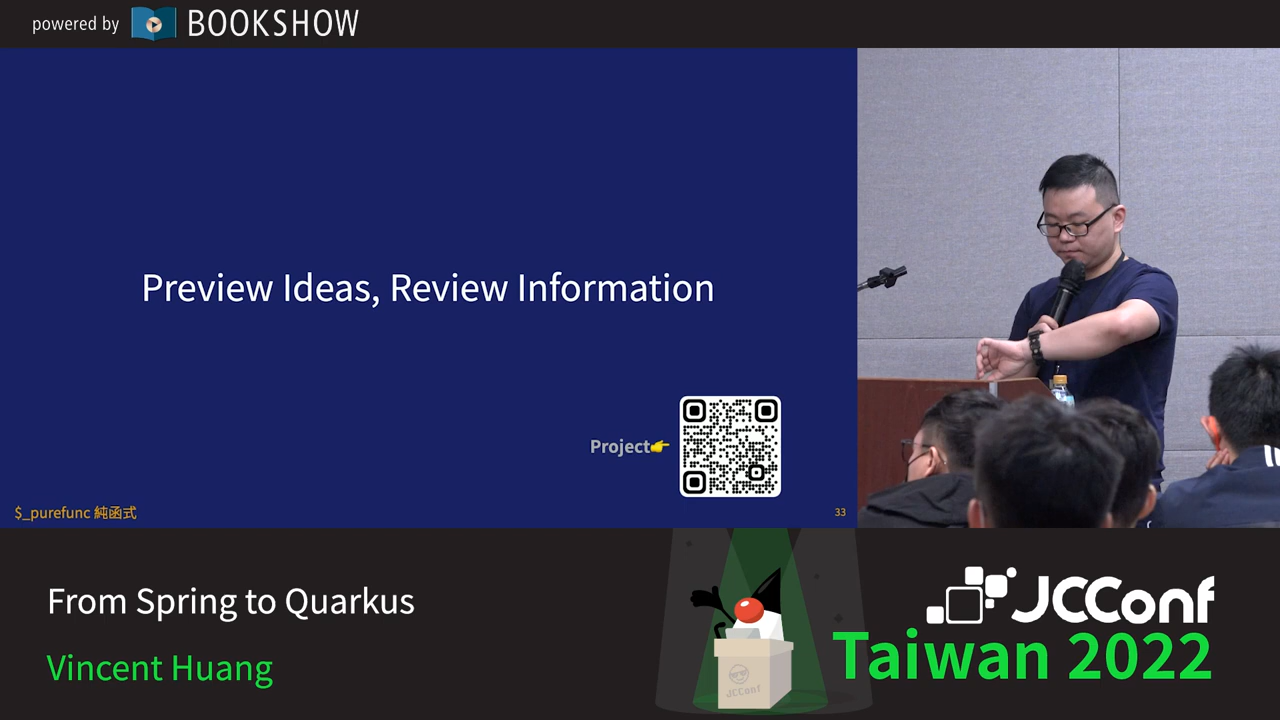 powered by BOOKSHOW
Preview Ideas, Review Information
Project
$_purefunc 純函式
33
From Spring to Quarkus
Vincent Huang
JCConf
JCConf
Taiwan 2022